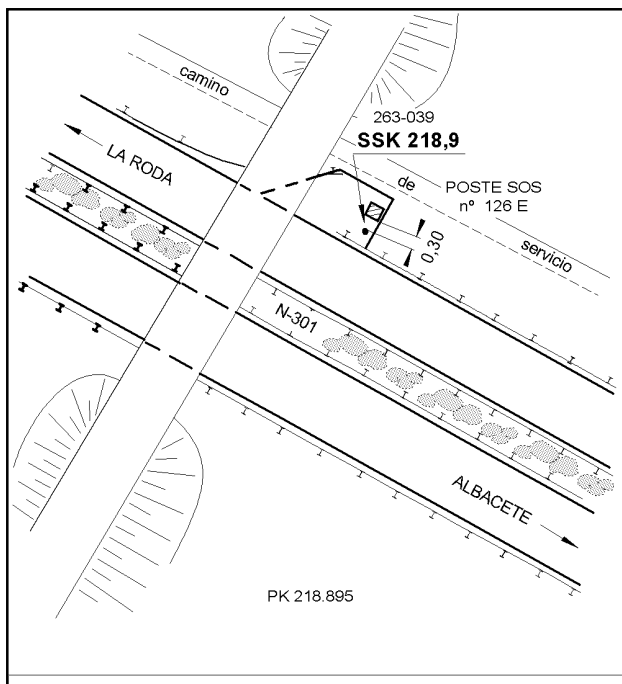 camino
263-039
SSK 218,9
LA RODA
de
POSTE SOS
nº 126 E
servicio
0,30
N-301
ALBACETE
PK 218.895